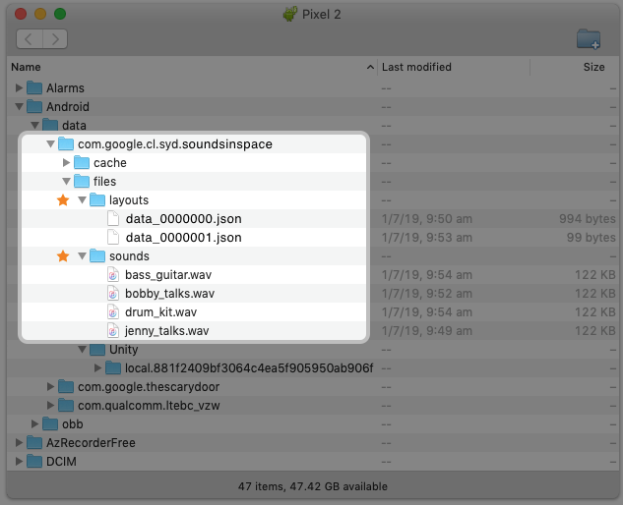 Pixel 2
Name Last modified Size
Alarms -- --
Android -- --
data -- --
com.google.cl.syd.soundsinspace -- --
cache -- --
files -- --
layouts -- --
data_0000000.json 1/7/19, 9:50 am 994 bytes
data_0000001.json 1/7/19, 9:53 am 99 bytes
sounds -- --
bass_guitar.wav 1/7/19, 9:54 am 122 KB
bobby_talks.wav 1/7/19, 9:52 am 122 KB
drum_kit.wav 1/7/19, 9:54 am 122 KB
jenny_talks.wav 1/7/19, 9:49 am 122 KB
Unity -- --
local.881f2409bf3064c4ea5f905950ab906f -- --
com.google.thescarydoor -- --
com.qualcomm.ltebc_vzw -- --
obb -- --
AzRecorderFree -- --
DCIM -- --
47 items, 47.42 GB available